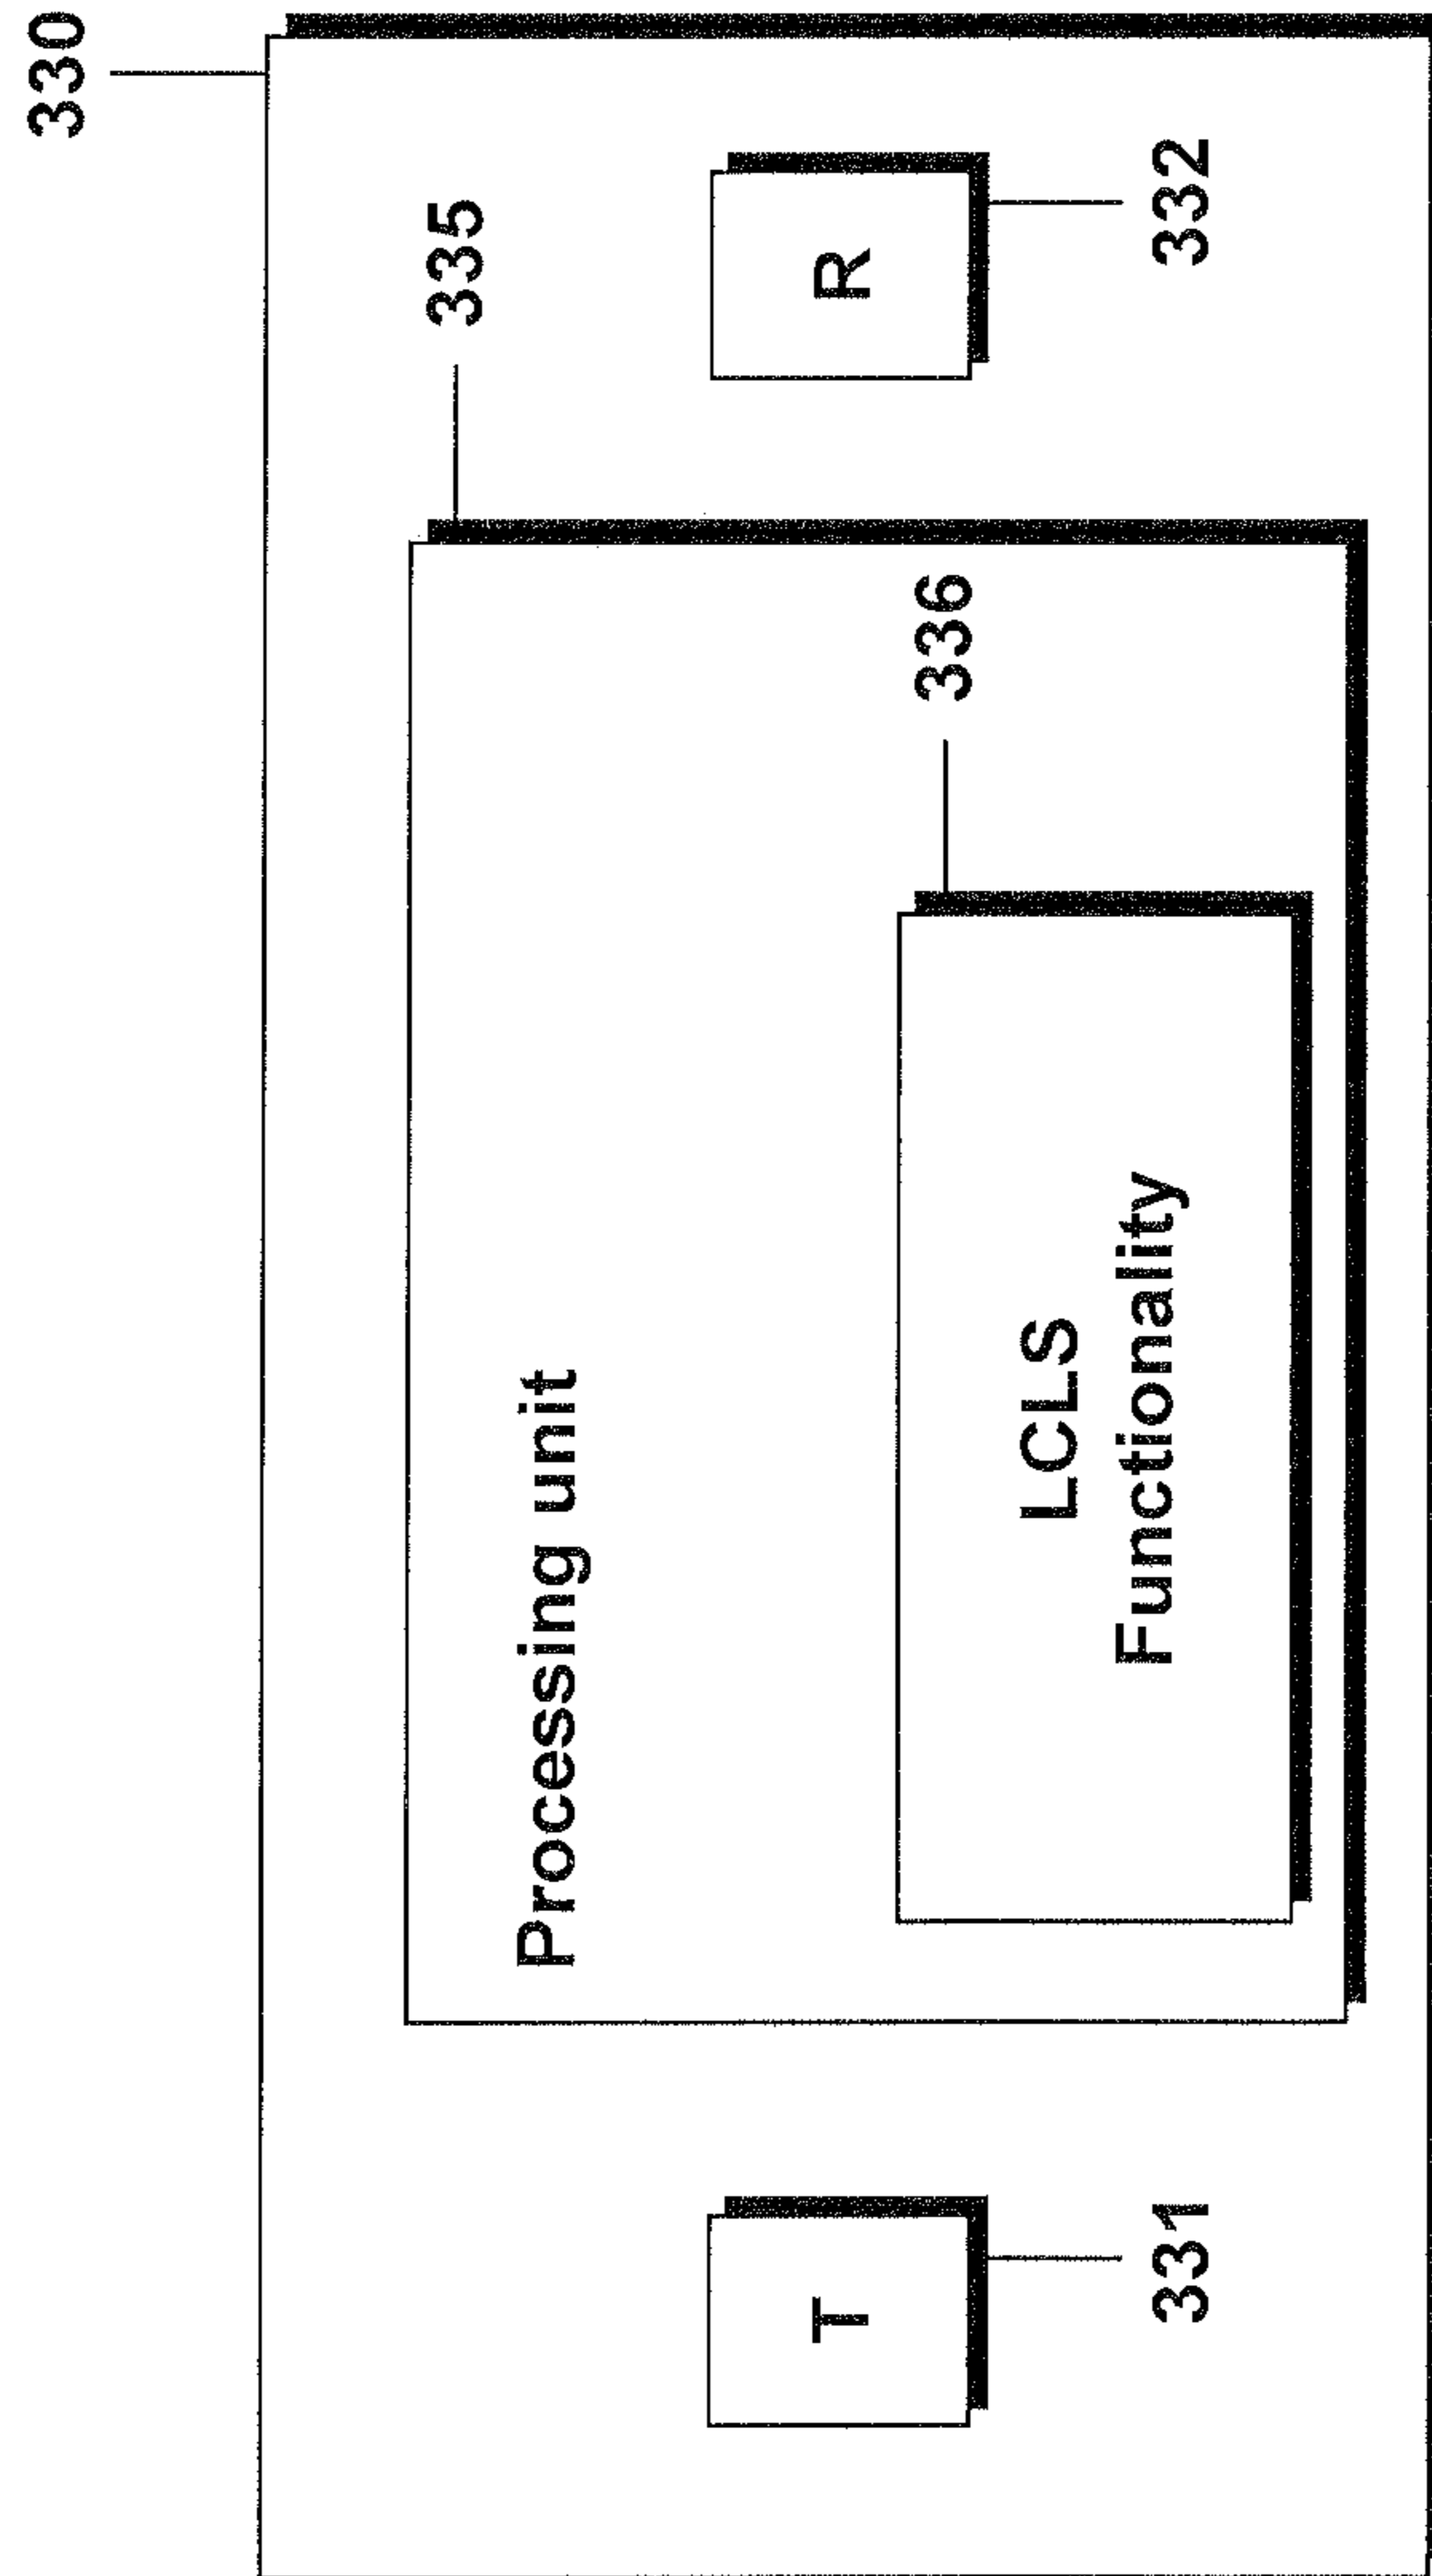 330
335
Processing unit
T
R
336
LCLS
Functionality
331
332